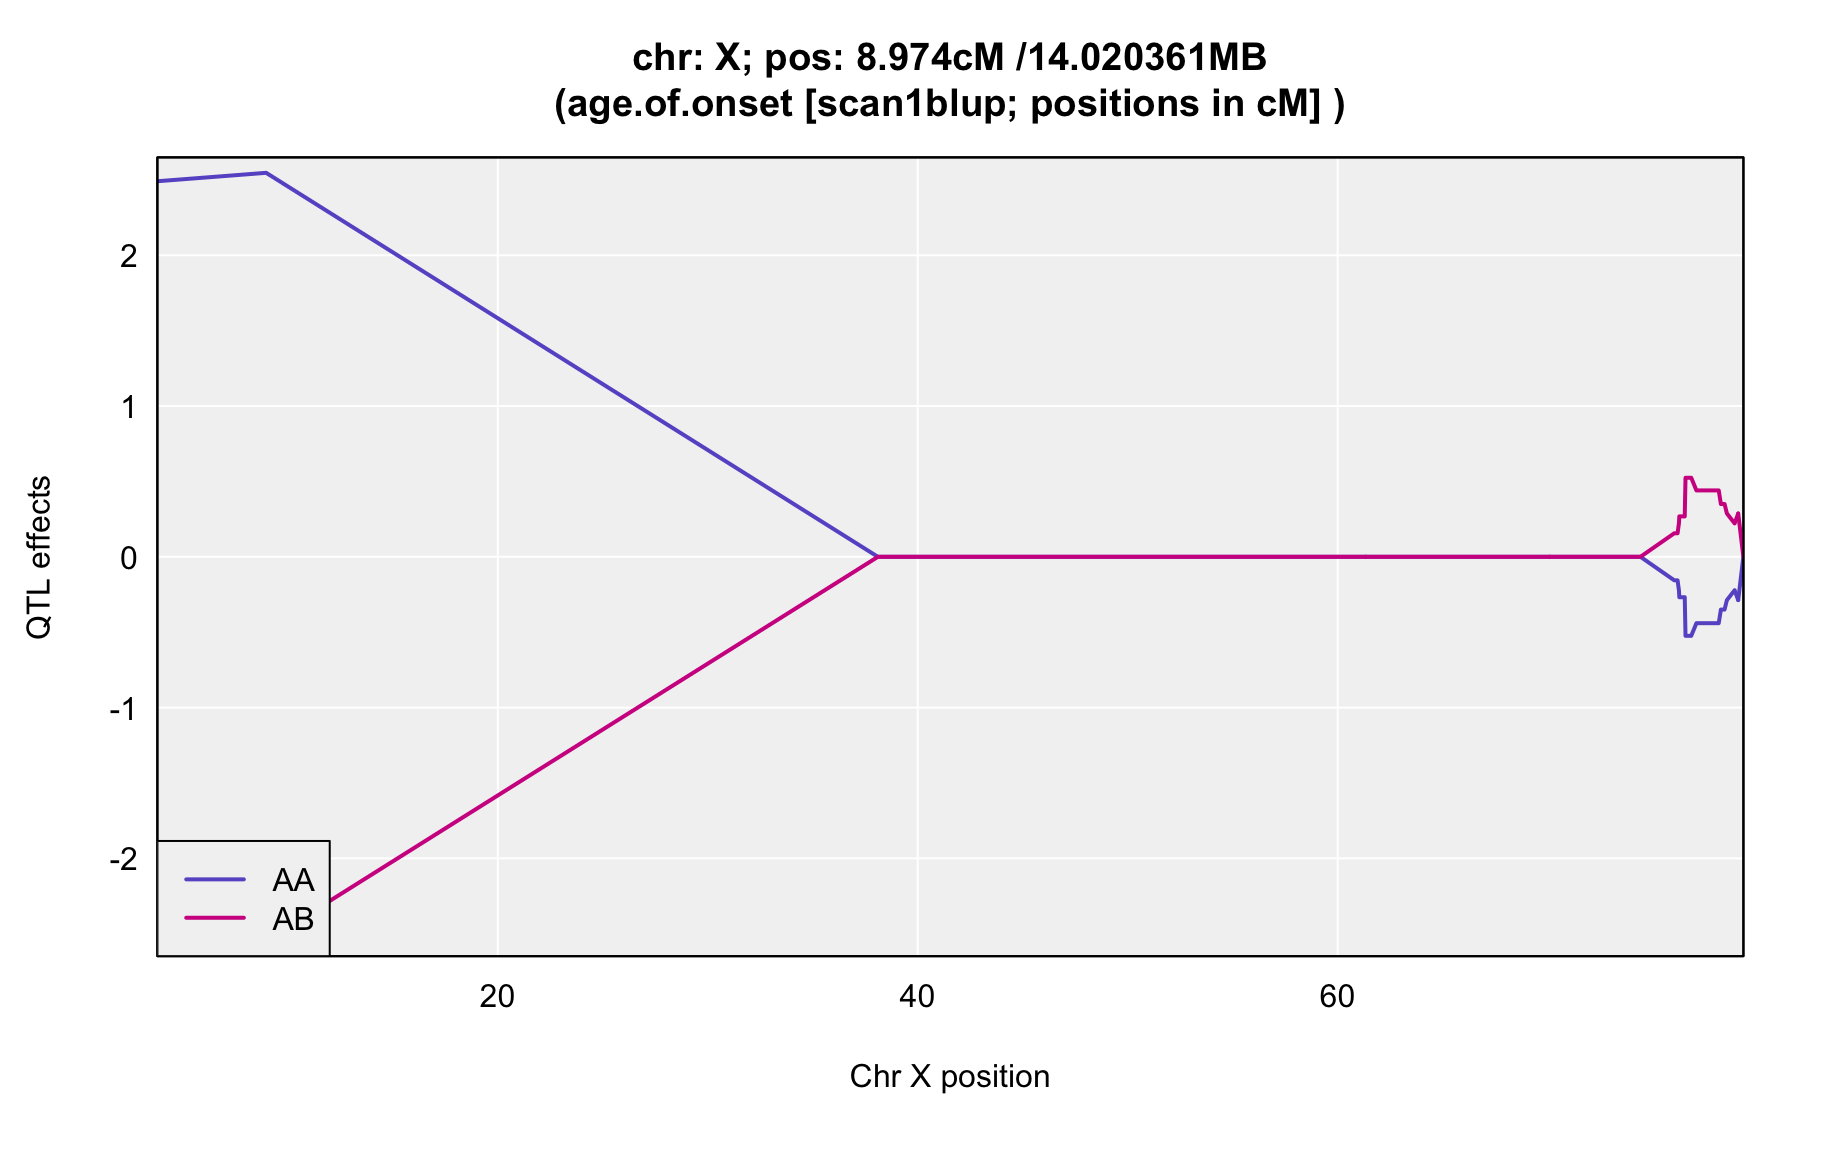 chr: X; pos: 8.974cM /14.020361MB
(age.of.onset [scan1blup; positions in cM] )
QTL effects
2
1
0
-1
-2
AA
AB
20 40 60
Chr X position